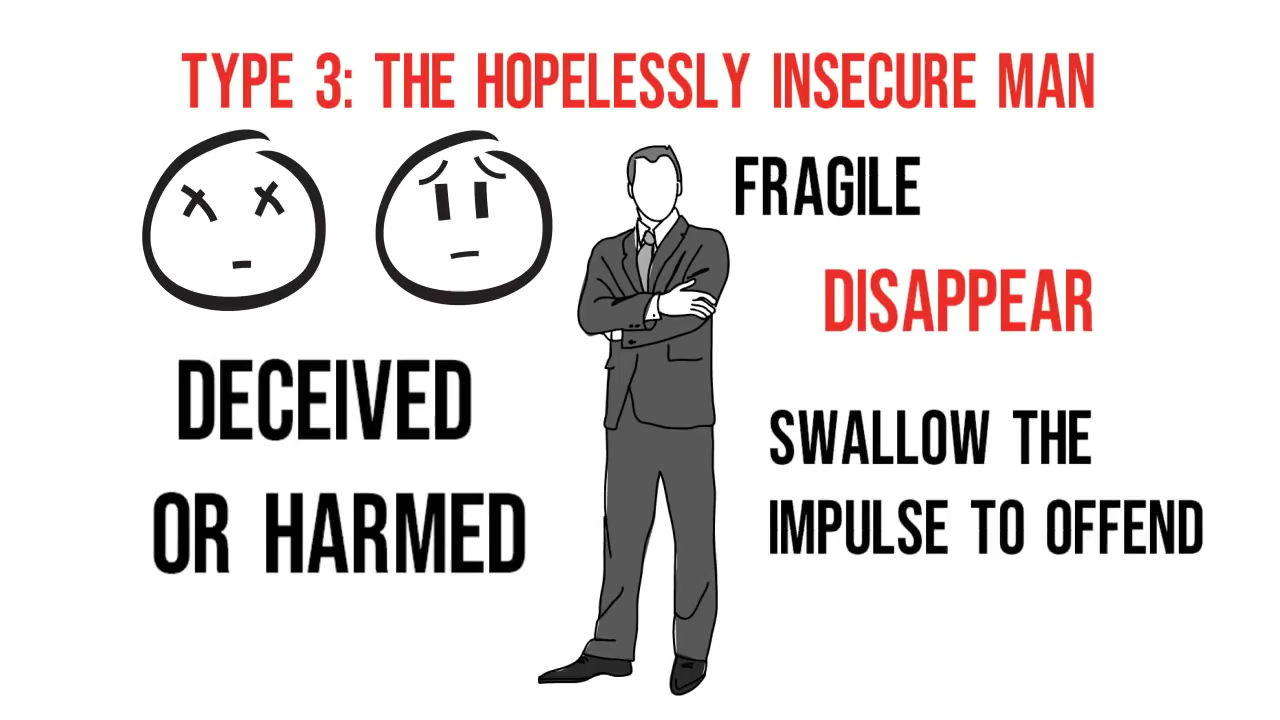 TYPE 3: THE HOPELESSLY INSECURE MAN
DECEIVED
OR HARMED
FRAGILE
DISAPPEAR
SWALLOW THE
IMPULSE TO OFFEND